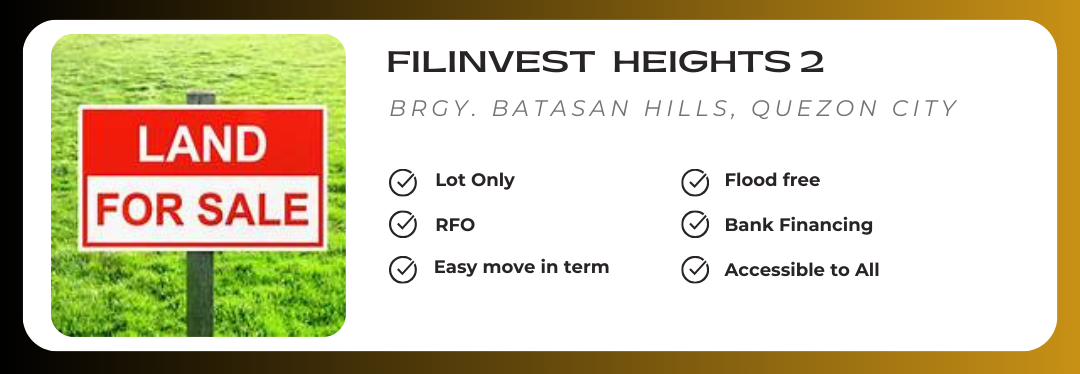 LAND
FOR SALE
FILINVEST HEIGHTS 2
BRGY. BATASAN HILLS, QUEZON CITY
Lot Only
RFO
Easy move in term
Flood free
Bank Financing
Accessible to All